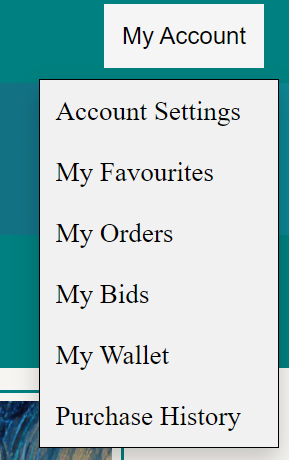 My Account
Account Settings
My Favourites
My Orders
My Bids
My Wallet
Purchase History